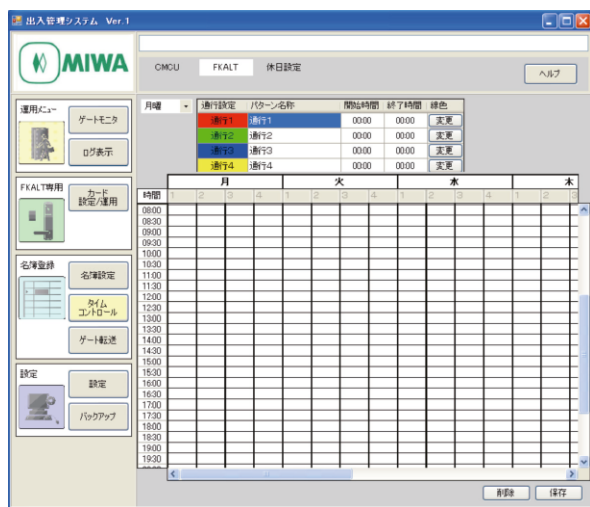 出入管理システム Ver.1
MIWA
CMCU FKALT 休日設定
ヘルプ
運用メニュー
ゲートモニタ
ログ表示
FKALT専用
カード
設定/運用
名簿登録
名簿設定
タイム
コントロール
ゲート転送
設定
設定
バックアップ
月曜 通行設定 パターン名称 開始時間 終了時間 線色
通行1 通行1 00:00 00:00 変更
通行2 通行2 00:00 00:00 変更
通行3 通行3 00:00 00:00 変更
通行4 通行4 00:00 00:00 変更
月 火 水 木
時間 1 2 3 4 1 2 3 4 1 2 3 4 1 2 3
08:00
08:30
09:00
09:30
10:00
10:30
11:00
11:30
12:00
12:30
13:00
13:30
14:00
14:30
15:00
15:30
16:00
16:30
17:00
17:30
18:00
18:30
19:00
19:30
削除 保存